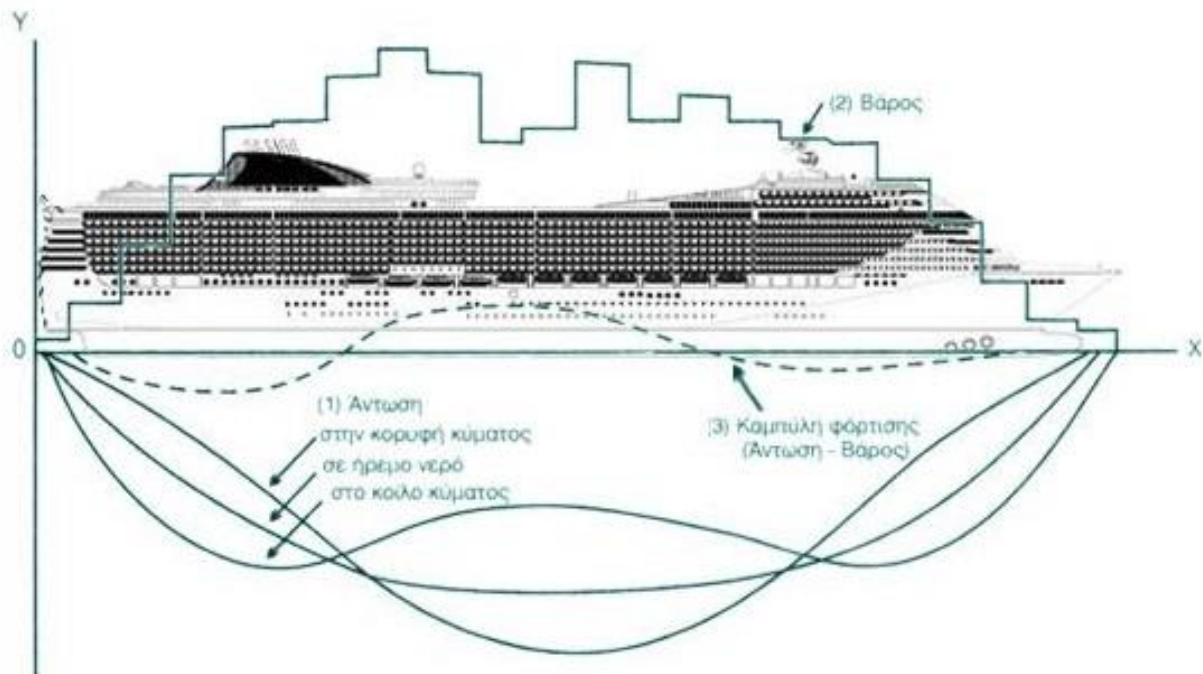 Y
(2) Βάρος
0
X
(1) Άντωση
στην κορυφή κύματος
σε ήρεμο νερό
στο κοίλο κύματος
(3) Καμπύλη φόρτισης
(Άντωση - Βάρος)